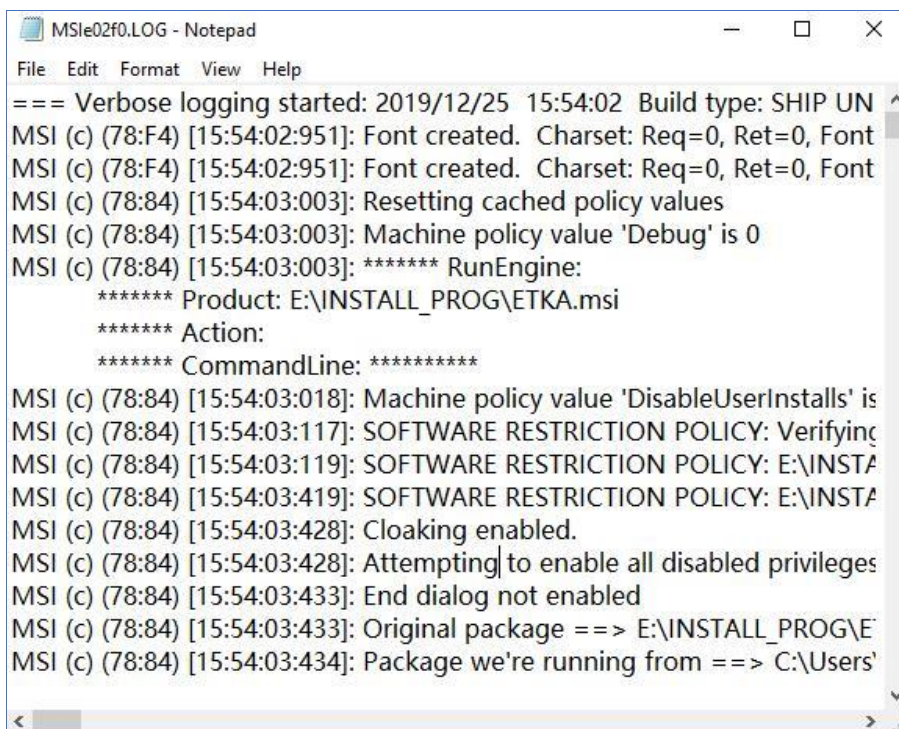 MSIe02f0.LOG - Notepad
File Edit Format View Help
=== Verbose logging started: 2019/12/25 15:54:02 Build type: SHIP UN
MSI (c) (78:F4) [15:54:02:951]: Font created. Charset: Req=0, Ret=0, Font
MSI (c) (78:F4) [15:54:02:951]: Font created. Charset: Req=0, Ret=0, Font
MSI (c) (78:84) [15:54:03:003]: Resetting cached policy values
MSI (c) (78:84) [15:54:03:003]: Machine policy value 'Debug' is 0
MSI (c) (78:84) [15:54:03:003]: ******* RunEngine:
******* Product: E:\INSTALL_PROG\ETKA.msi
******* Action:
******* CommandLine: **********
MSI (c) (78:84) [15:54:03:018]: Machine policy value 'DisableUserInstalls' is
MSI (c) (78:84) [15:54:03:117]: SOFTWARE RESTRICTION POLICY: Verifying
MSI (c) (78:84) [15:54:03:119]: SOFTWARE RESTRICTION POLICY: E:\INSTA
MSI (c) (78:84) [15:54:03:419]: SOFTWARE RESTRICTION POLICY: E:\INSTA
MSI (c) (78:84) [15:54:03:428]: Cloaking enabled.
MSI (c) (78:84) [15:54:03:428]: Attempting to enable all disabled privileges
MSI (c) (78:84) [15:54:03:433]: End dialog not enabled
MSI (c) (78:84) [15:54:03:433]: Original package ==> E:\INSTALL_PROG\E
MSI (c) (78:84) [15:54:03:434]: Package we're running from ==> C:\Users\